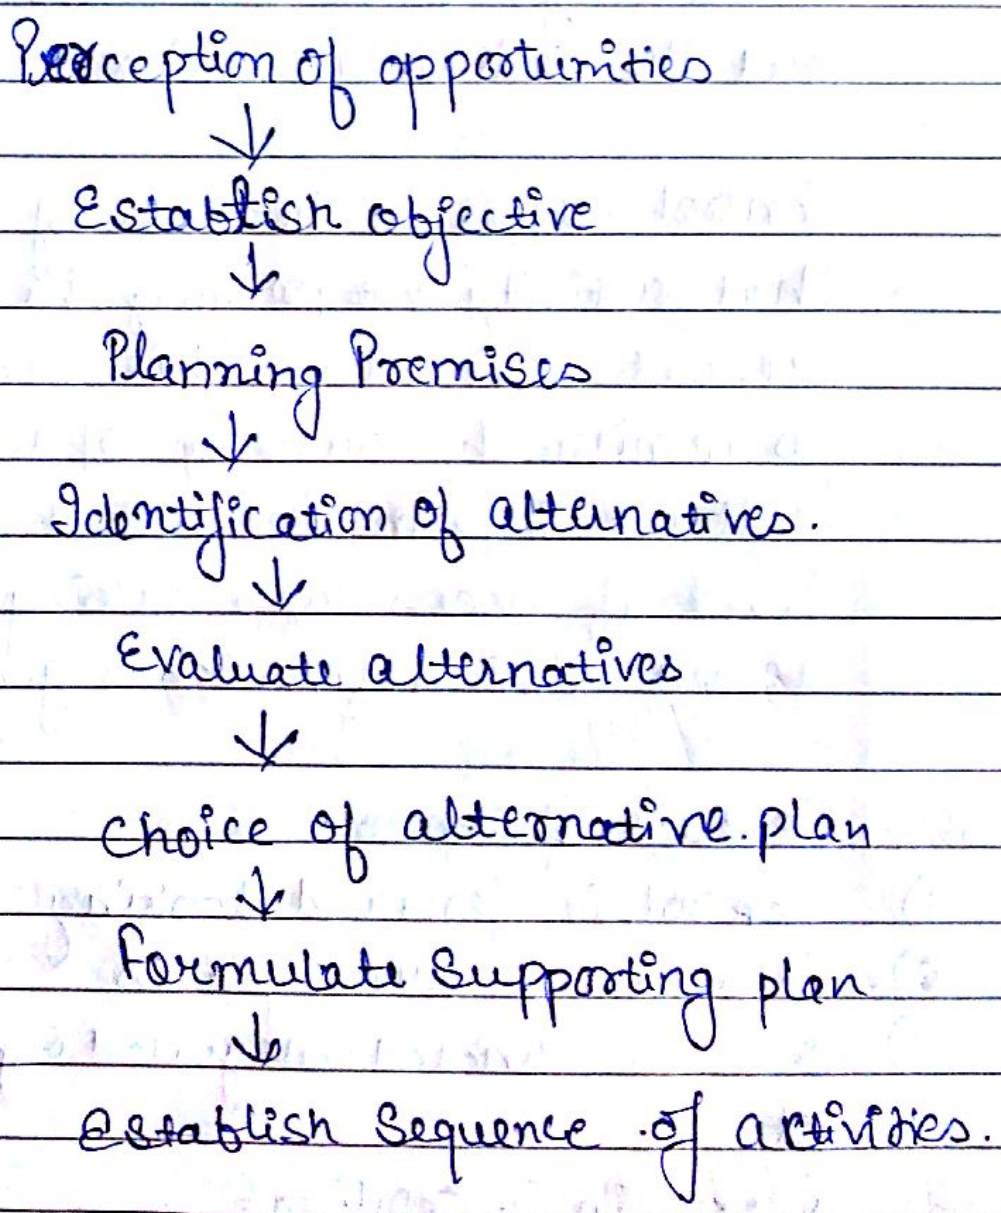 Perception of opportunities
↓
Establish objective
↓
Planning Premises
↓
Identification of alternatives.
↓
Evaluate alternatives
↓
choice of alternative.plan
↓
Formulate Supporting plan
↓
establish Sequence of activities.